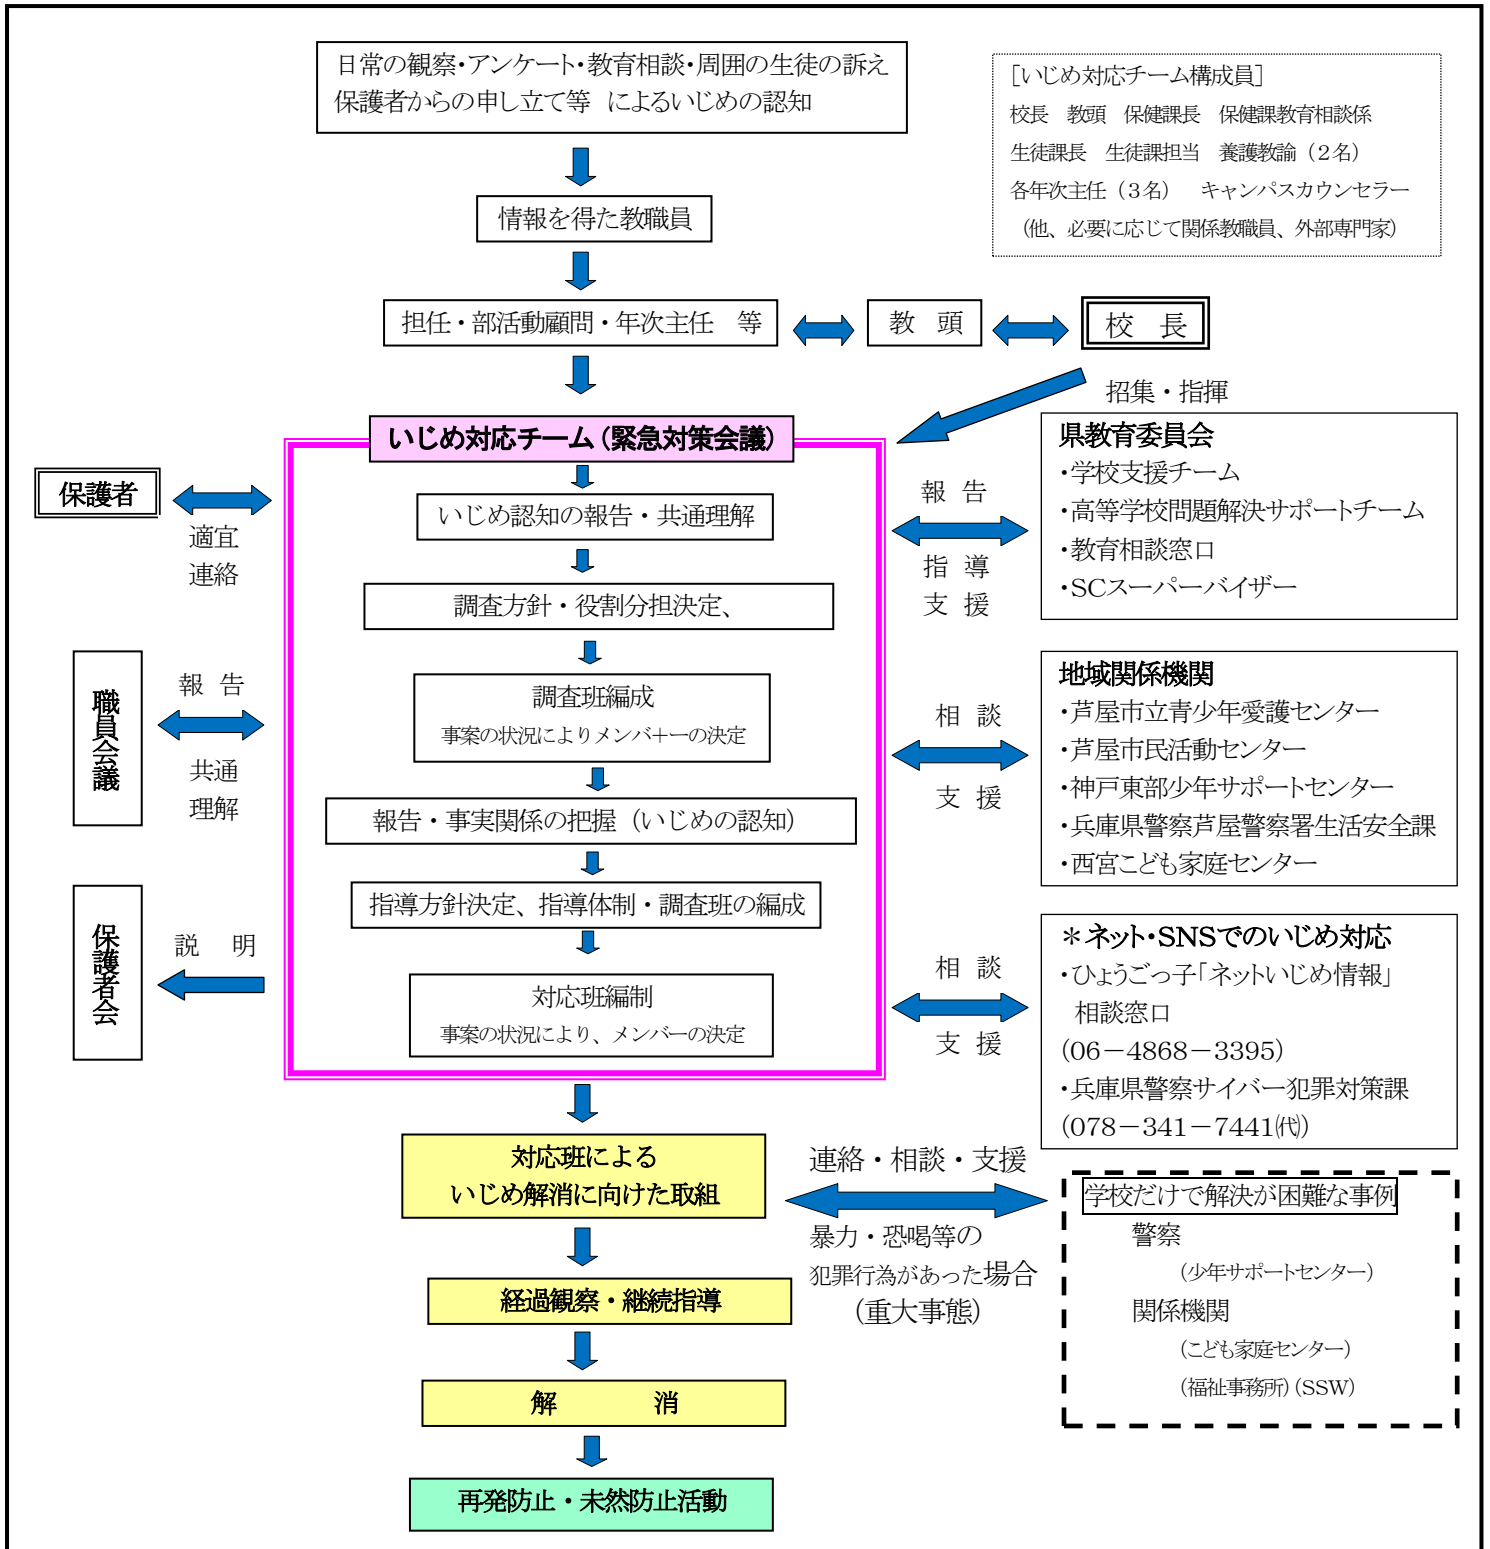 日常の観察・アンケート・教育相談・周囲の生徒の訴え
保護者からの申し立て等　によるいじめの認知
[いじめ対応チーム構成員]
校長　教頭　保健課長　保健課教育相談係
生徒課長　生徒課担当　養護教諭（２名）
各年次主任（３名）　キャンパスカウンセラー
（他、必要に応じて関係教職員、外部専門家）
情報を得た教職員
担任・部活動顧問・年次主任　等
教　頭
校　長
招集・指揮
いじめ対応チーム（緊急対策会議）
いじめ認知の報告・共通理解
調査方針・役割分担決定、
調査班編成
事案の状況によりメンバ＋ーの決定
報告・事実関係の把握（いじめの認知）
指導方針決定、指導体制・調査班の編成
対応班編制
事案の状況により、メンバーの決定
保護者
適宜
連絡
職員会議
報　告
共通
理解
保護者会
説　明
報　告
指　導
支　援
県教育委員会
・学校支援チーム
・高等学校問題解決サポートチーム
・教育相談窓口
・SCスーパーバイザー
相　談
支　援
地域関係機関
・芦屋市立青少年愛護センター
・芦屋市民活動センター
・神戸東部少年サポートセンター
・兵庫県警察芦屋警察署生活安全課
・西宮こども家庭センター
相　談
支　援
＊ネット・SNSでのいじめ対応
・ひょうごっ子「ネットいじめ情報」
相談窓口
(06－4868－3395)
・兵庫県警察サイバー犯罪対策課
(078－341－7441㈹)
対応班による
いじめ解消に向けた取組
連絡・相談・支援
暴力・恐喝等の
犯罪行為があった場合
（重大事態）
学校だけで解決が困難な事例
警察
（少年サポートセンター）
関係機関
（こども家庭センター）
（福祉事務所）（SSW）
経過観察・継続指導
解　消
再発防止・未然防止活動